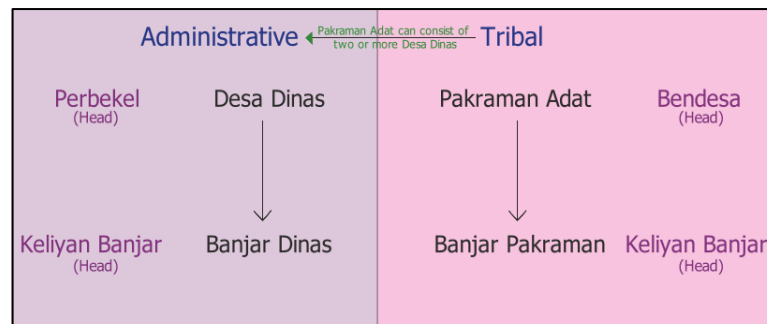 Administrative
Pakraman Adat can consist of
two or more Desa Dinas
Tribal
Perbekel
(Head)
Desa Dinas
Pakraman Adat
Bendesa
(Head)
Keliyan Banjar
(Head)
Banjar Dinas
Banjar Pakraman
Keliyan Banjar
(Head)